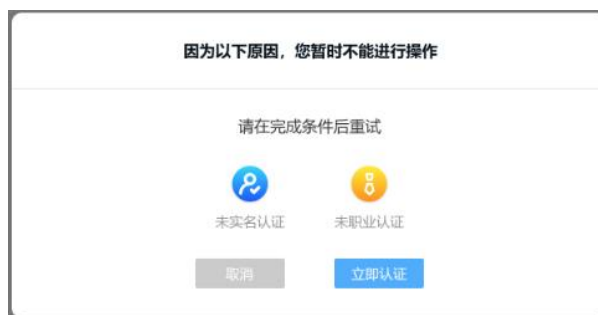 因为以下原因，您暂时不能进行操作
请在完成条件后重试
未实名认证 未职业认证
取消 立即认证